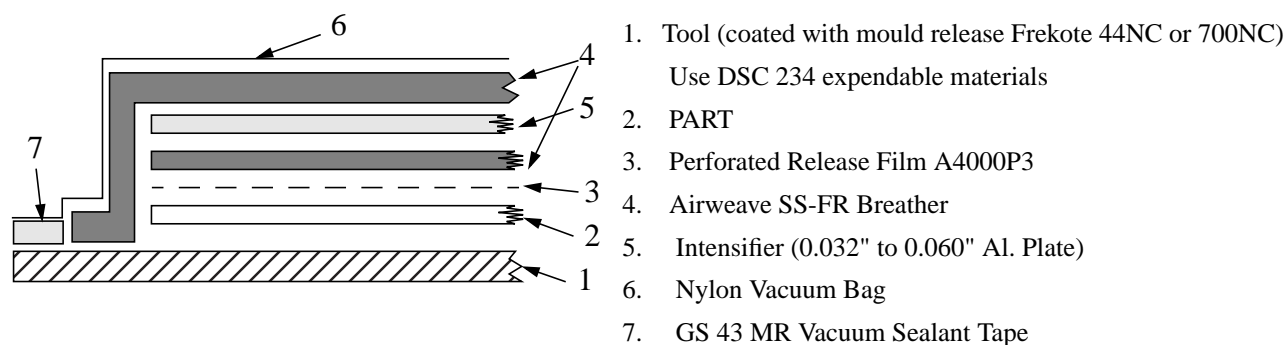 6
4
5
7
3
2
1
1. Tool (coated with mould release Frekote 44NC or 700NC)
Use DSC 234 expendable materials
2. PART
3. Perforated Release Film A4000P3
4. Airweave SS-FR Breather
5. Intensifier (0.032" to 0.060" Al. Plate)
6. Nylon Vacuum Bag
7. GS 43 MR Vacuum Sealant Tape